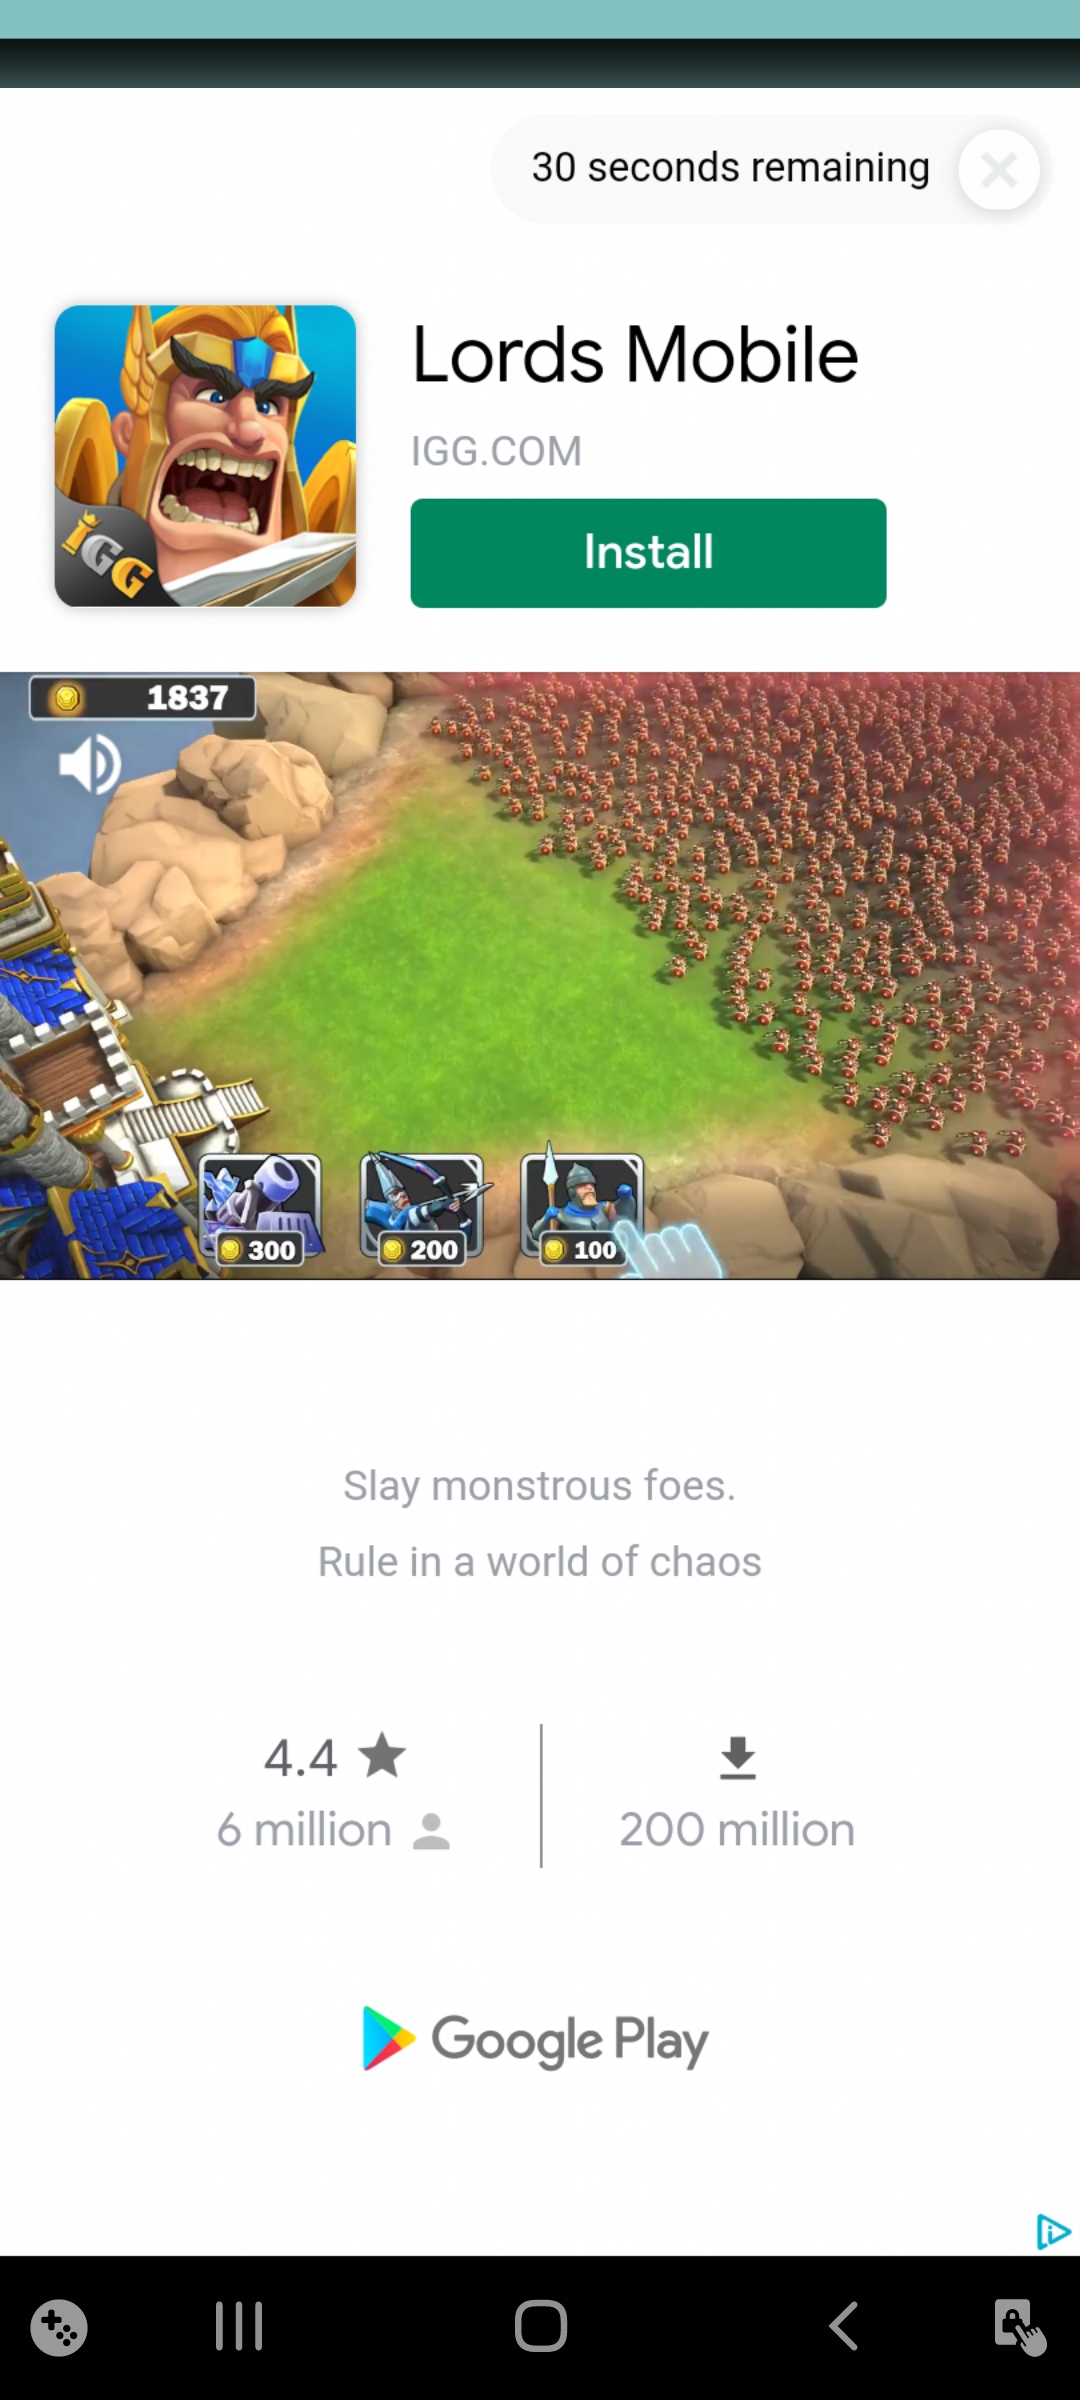 30 seconds remaining
Lords Mobile
IGG.COM
Install
IGG
1837
300
200
100
Slay monstrous foes.
Rule in a world of chaos
4.4
6 million
200 million
Google Play